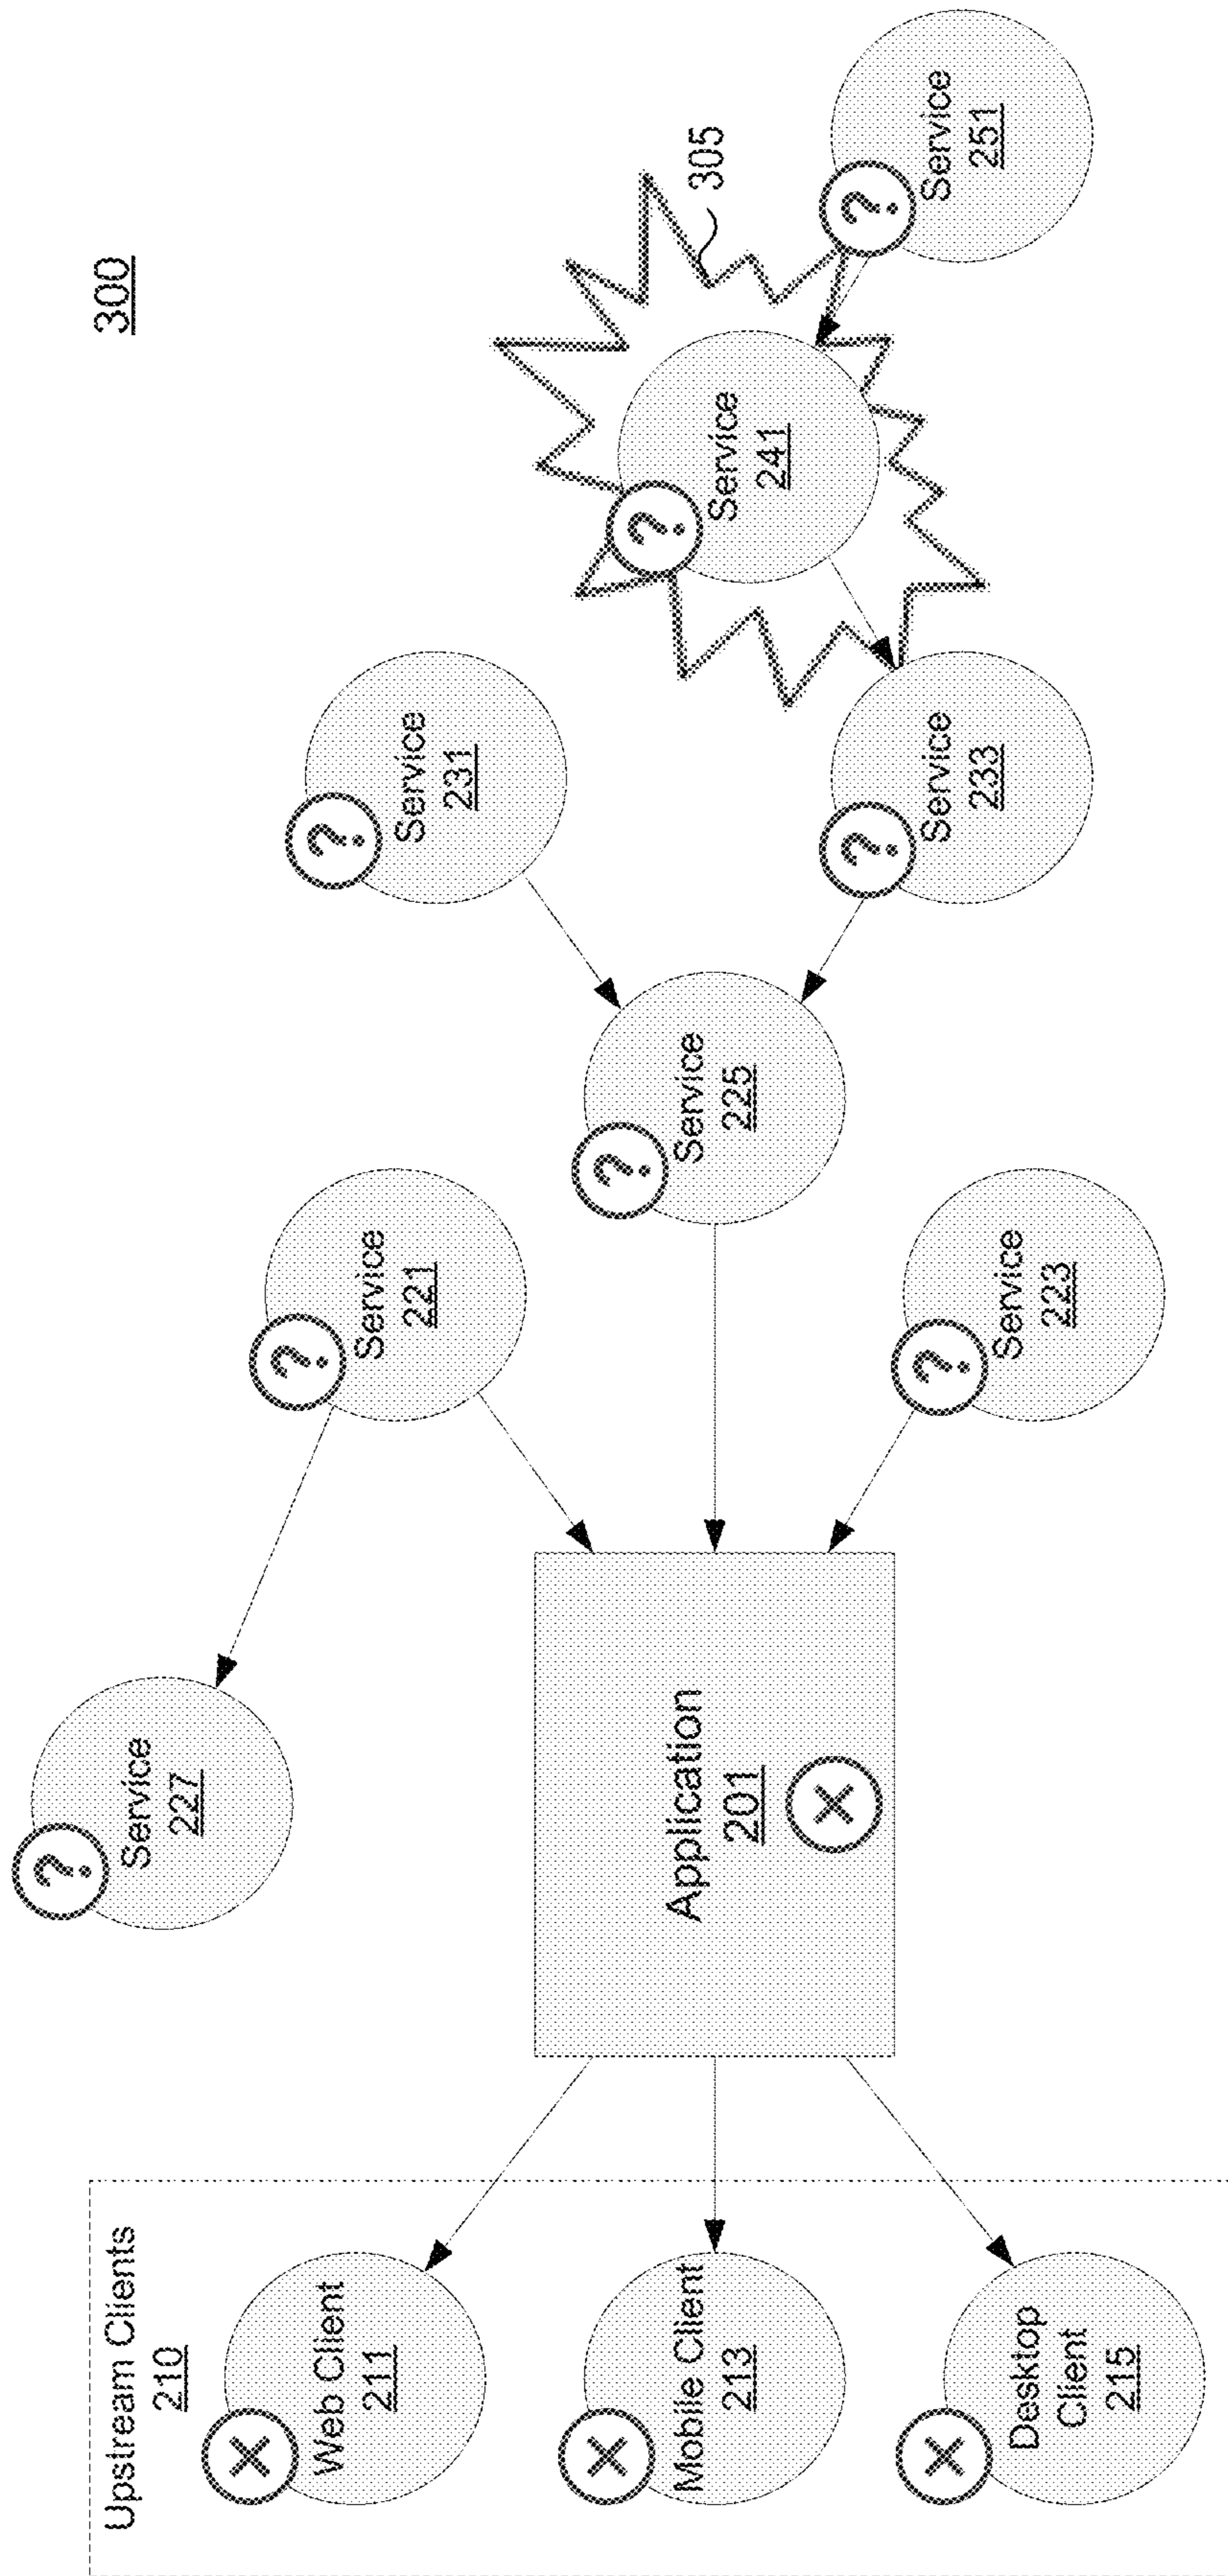 300
Upstream Clients
210
Web Client
211
X
Mobile Client
213
X
Desktop
Client
215
X
Application
201
X
Service
227
?
Service
221
?
Service
225
?
Service
223
?
Service
231
?
Service
233
?
Service
241
?
305
Service
251
?